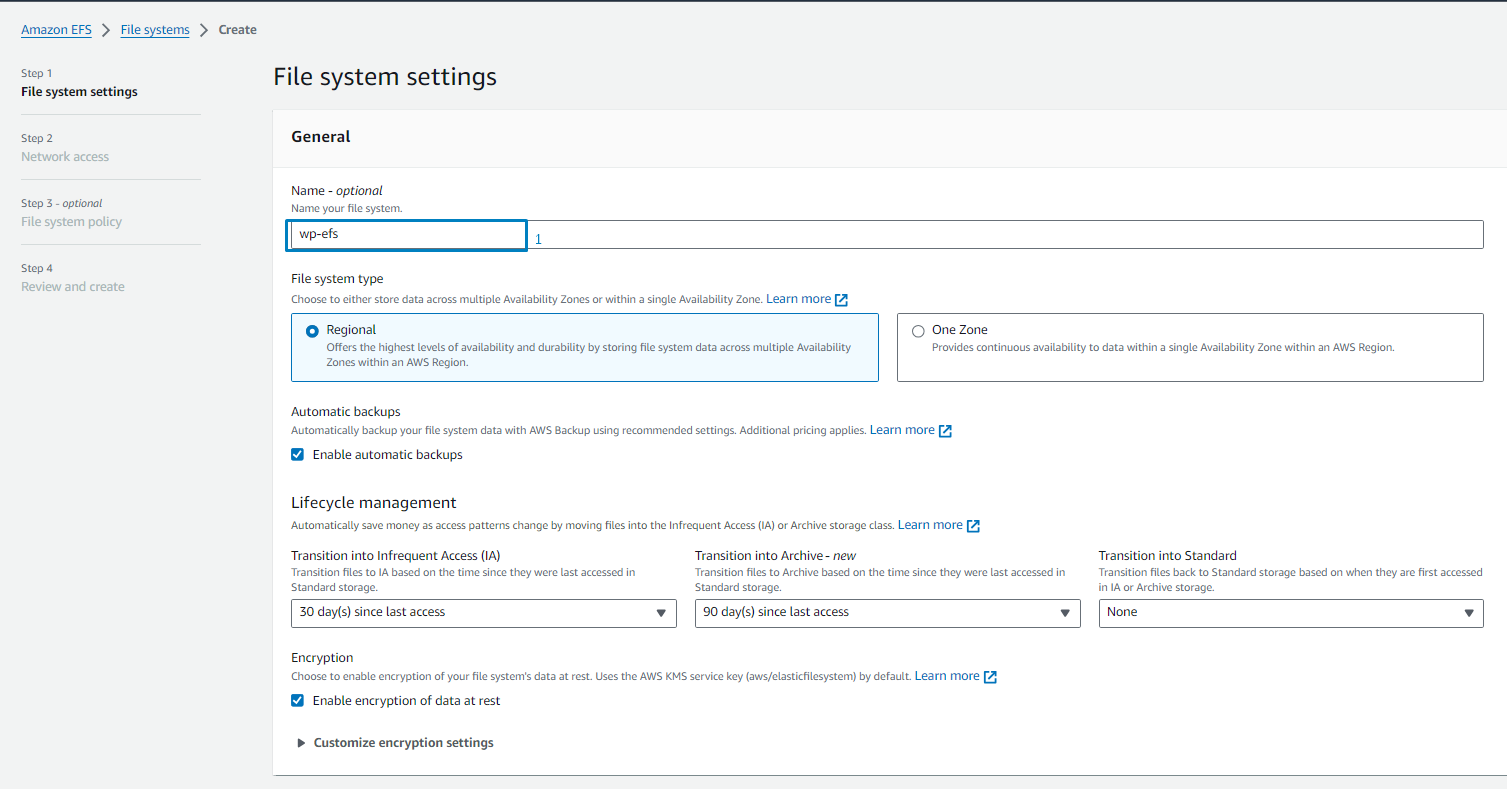 Amazon EFS > File systems > Create
Step 1
File system settings
Step 2
Network access
Step 3 - optional
File system policy
Step 4
Review and create
File system settings
General
Name - optional
Name your file system.
wp-efs
1
File system type
Choose to either store data across multiple Availability Zones or within a single Availability Zone. Learn more
Regional
Offers the highest levels of availability and durability by storing file system data across multiple Availability
Zones within an AWS Region.
One Zone
Provides continuous availability to data within a single Availability Zone within an AWS Region.
Automatic backups
Automatically backup your file system data with AWS Backup using recommended settings. Additional pricing applies. Learn more
Enable automatic backups
Lifecycle management
Automatically save money as access patterns change by moving files into the Infrequent Access (IA) or Archive storage class. Learn more
Transition into Infrequent Access (IA)
Transition files to IA based on the time since they were last accessed in
Standard storage.
30 day(s) since last access
Transition into Archive - new
Transition files to Archive based on the time since they were last accessed in
Standard storage.
90 day(s) since last access
Transition into Standard
Transition files back to Standard storage based on when they are first accessed
in IA or Archive storage.
None
Encryption
Choose to enable encryption of your file system's data at rest. Uses the AWS KMS service key (aws/elasticfilesystem) by default. Learn more
Enable encryption of data at rest
Customize encryption settings